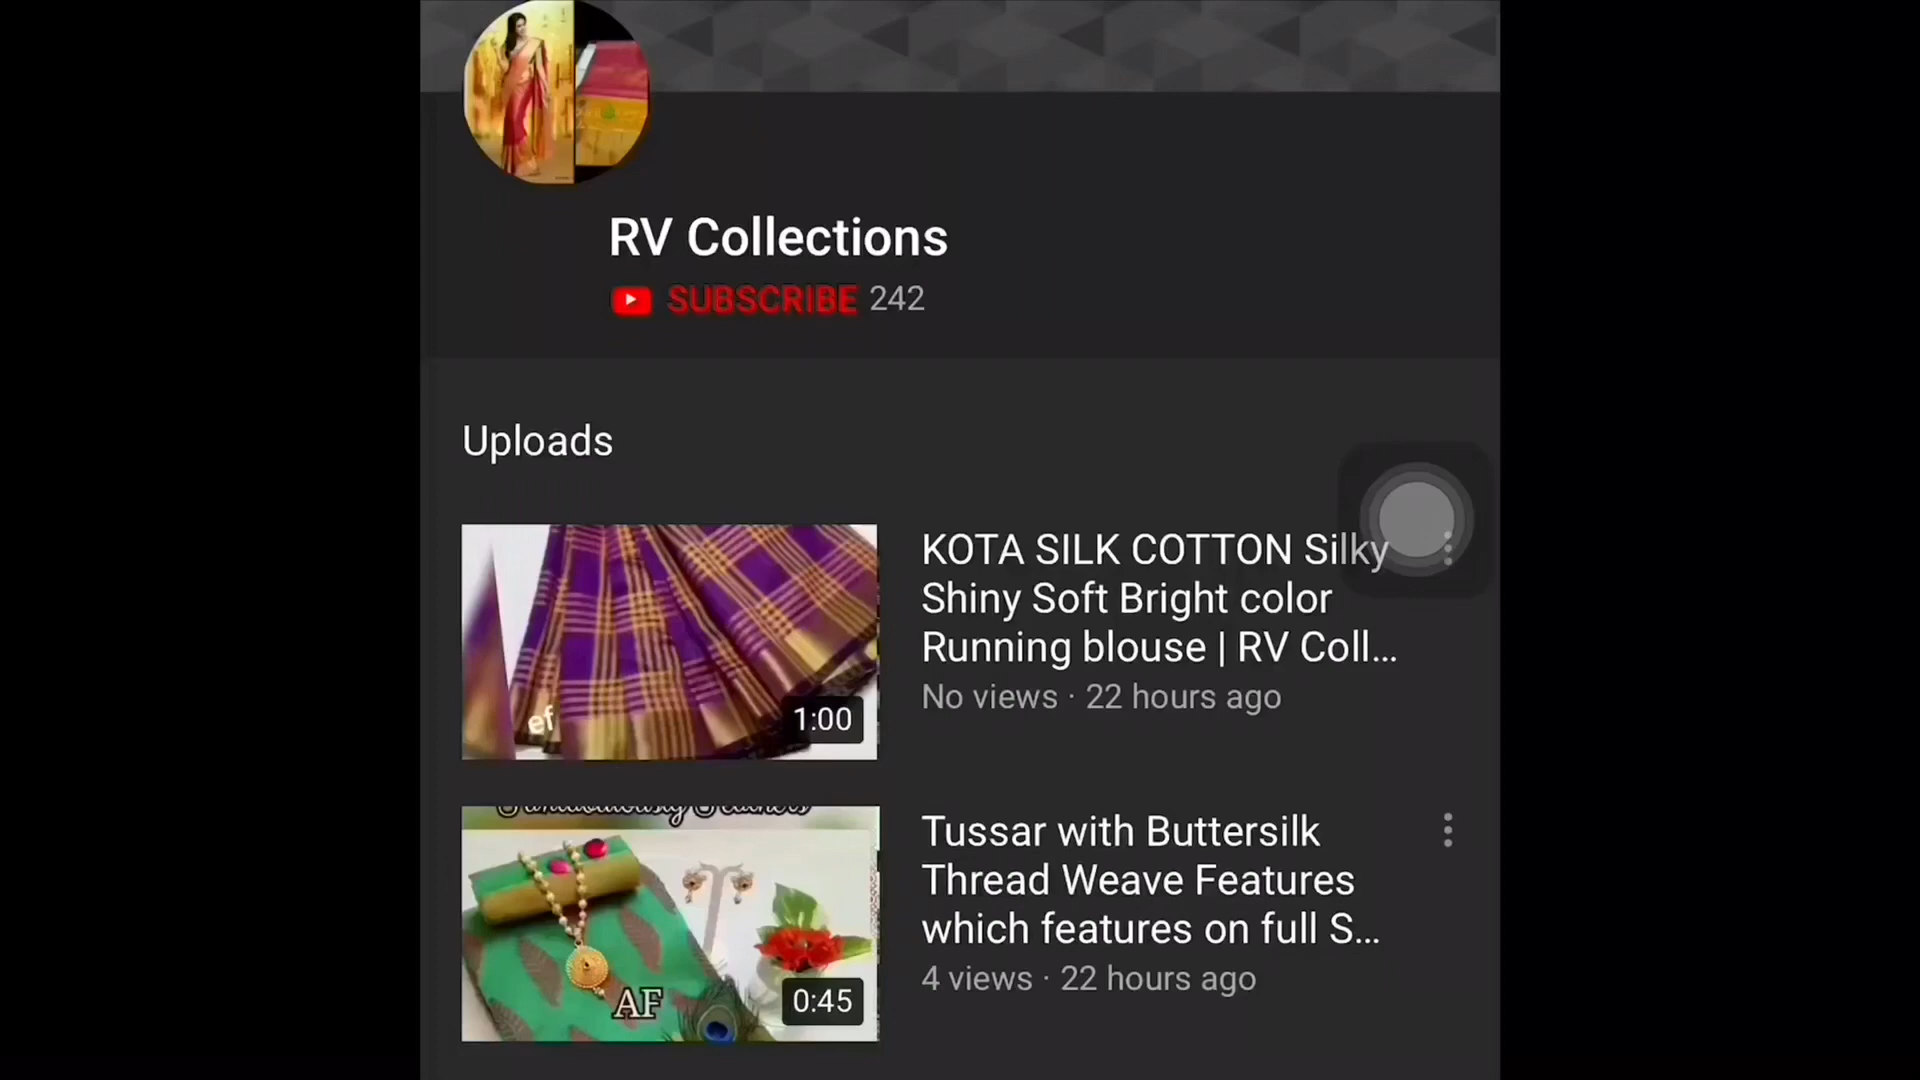 RV Collections
SUBSCRIBE 242
Uploads
KOTA SILK COTTON Silky
Shiny Soft Bright color
Running blouse | RV Coll...
No views · 22 hours ago
ef
1:00
Tussar with Buttersilk
Thread Weave Features
which features on full S...
4 views · 22 hours ago
AF
0:45